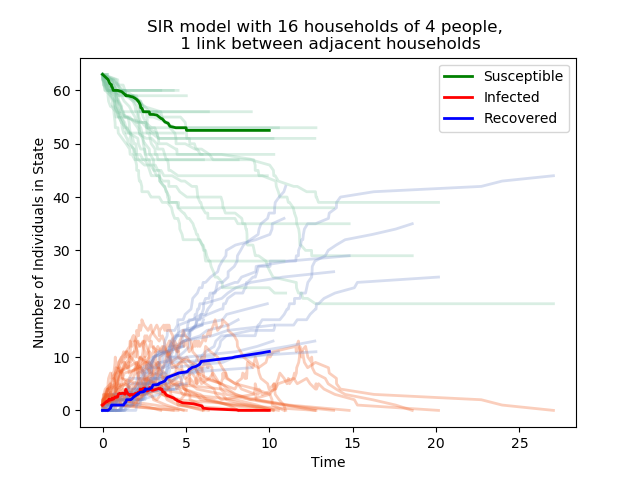 SIR model with 16 households of 4 people,
1 link between adjacent households
Susceptible
Infected
Recovered
Number of Individuals in State
60
50
40
30
20
10
0
0 5 10 15 20 25
Time